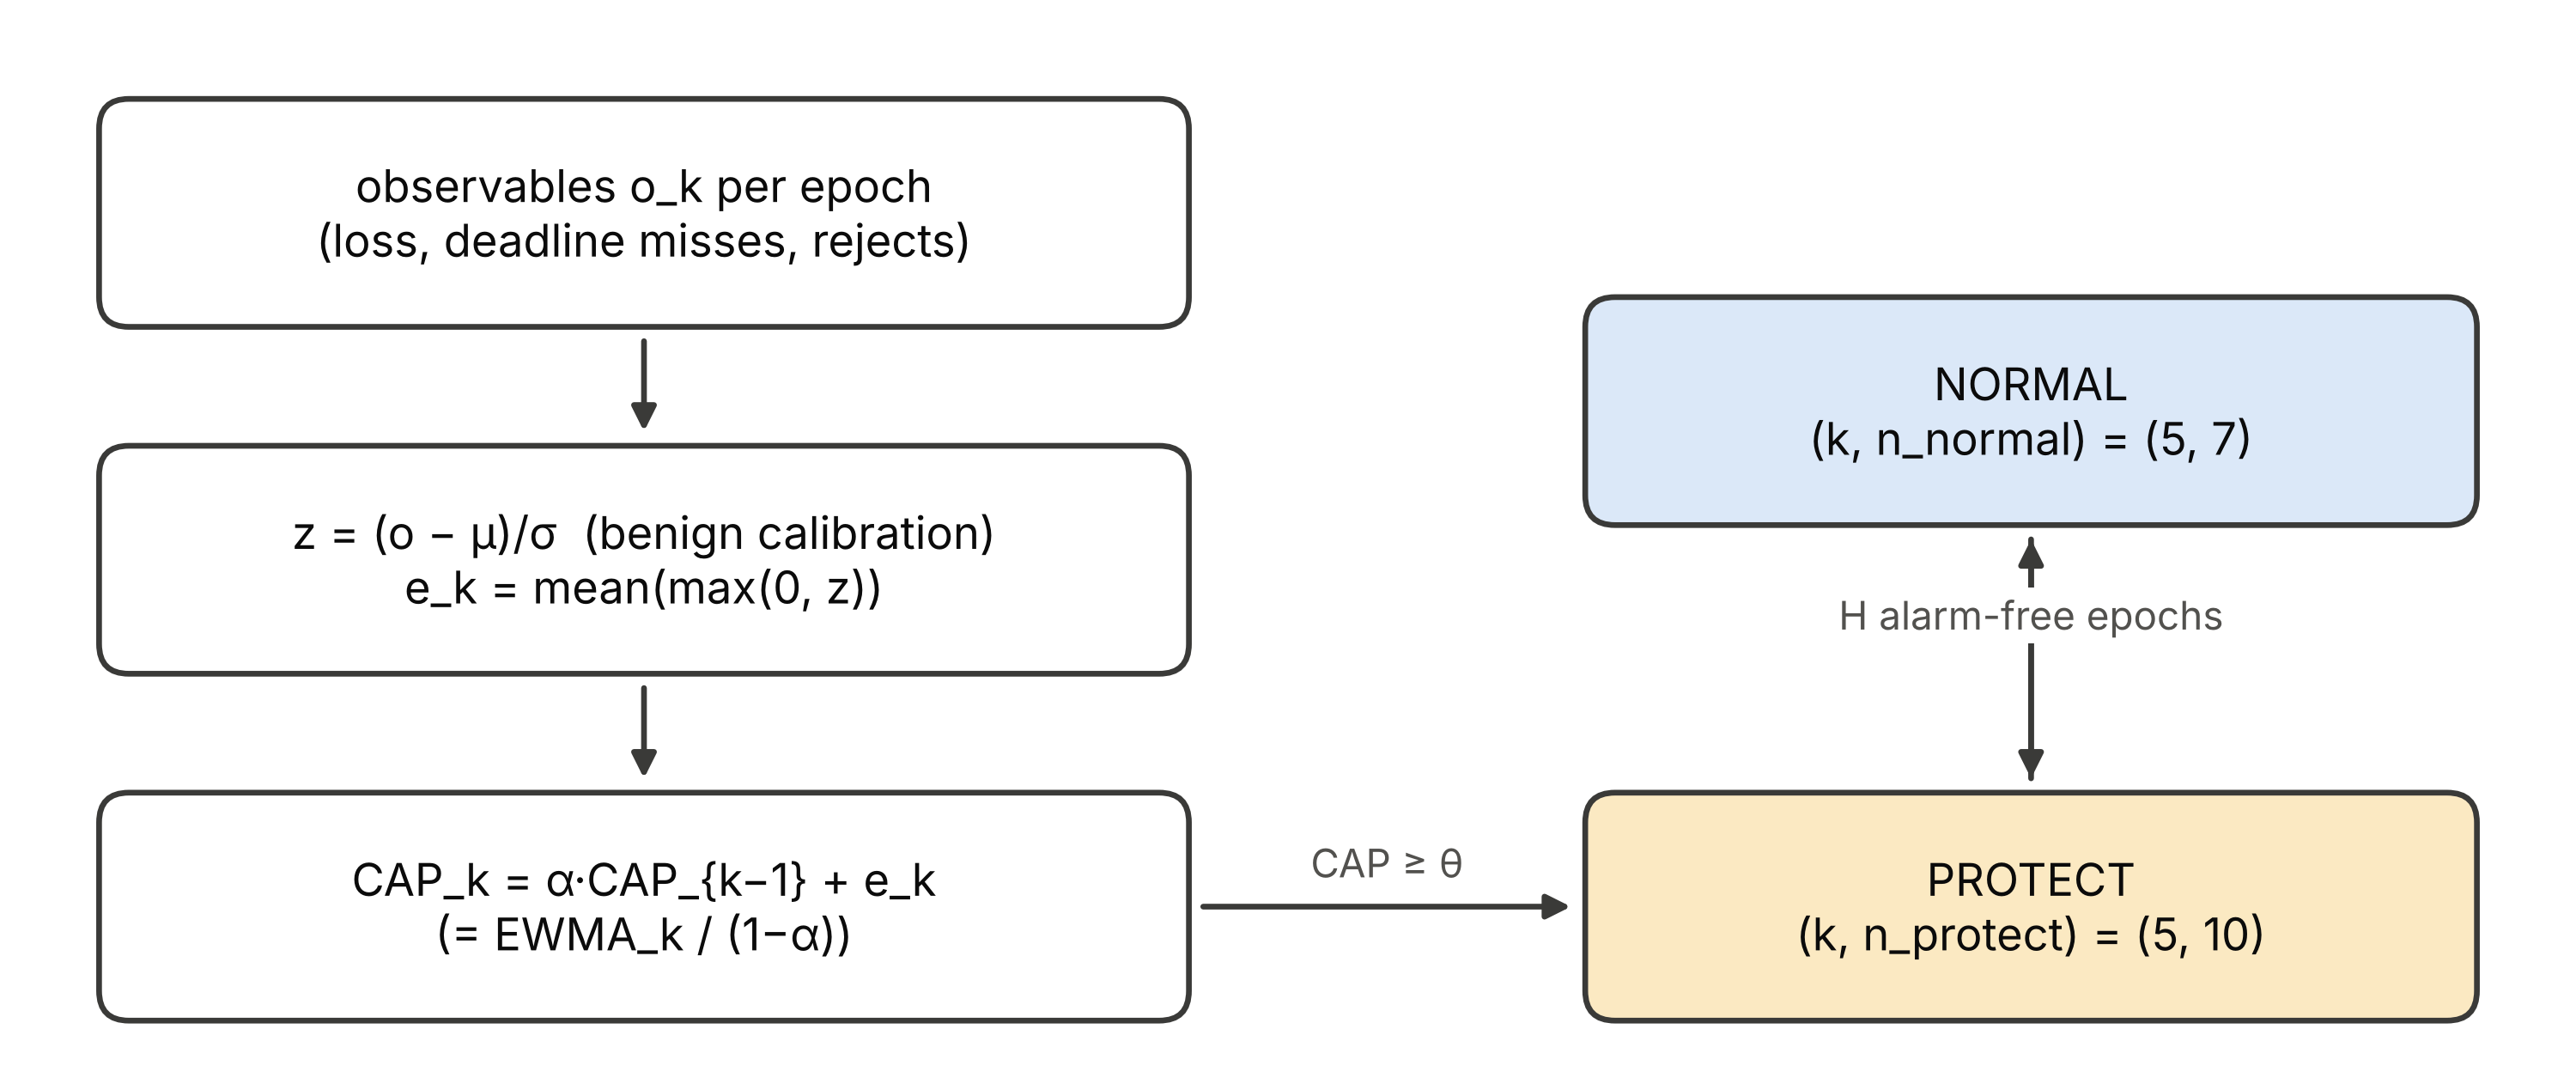 observables o_k per epoch
(loss, deadline misses, rejects)
z = (o − μ)/σ  (benign calibration)
e_k = mean(max(0, z))
CAP_k = α·CAP_{k−1} + e_k
(= EWMA_k / (1−α))
CAP ≥ θ
NORMAL
(k, n_normal) = (5, 7)
H alarm-free epochs
PROTECT
(k, n_protect) = (5, 10)